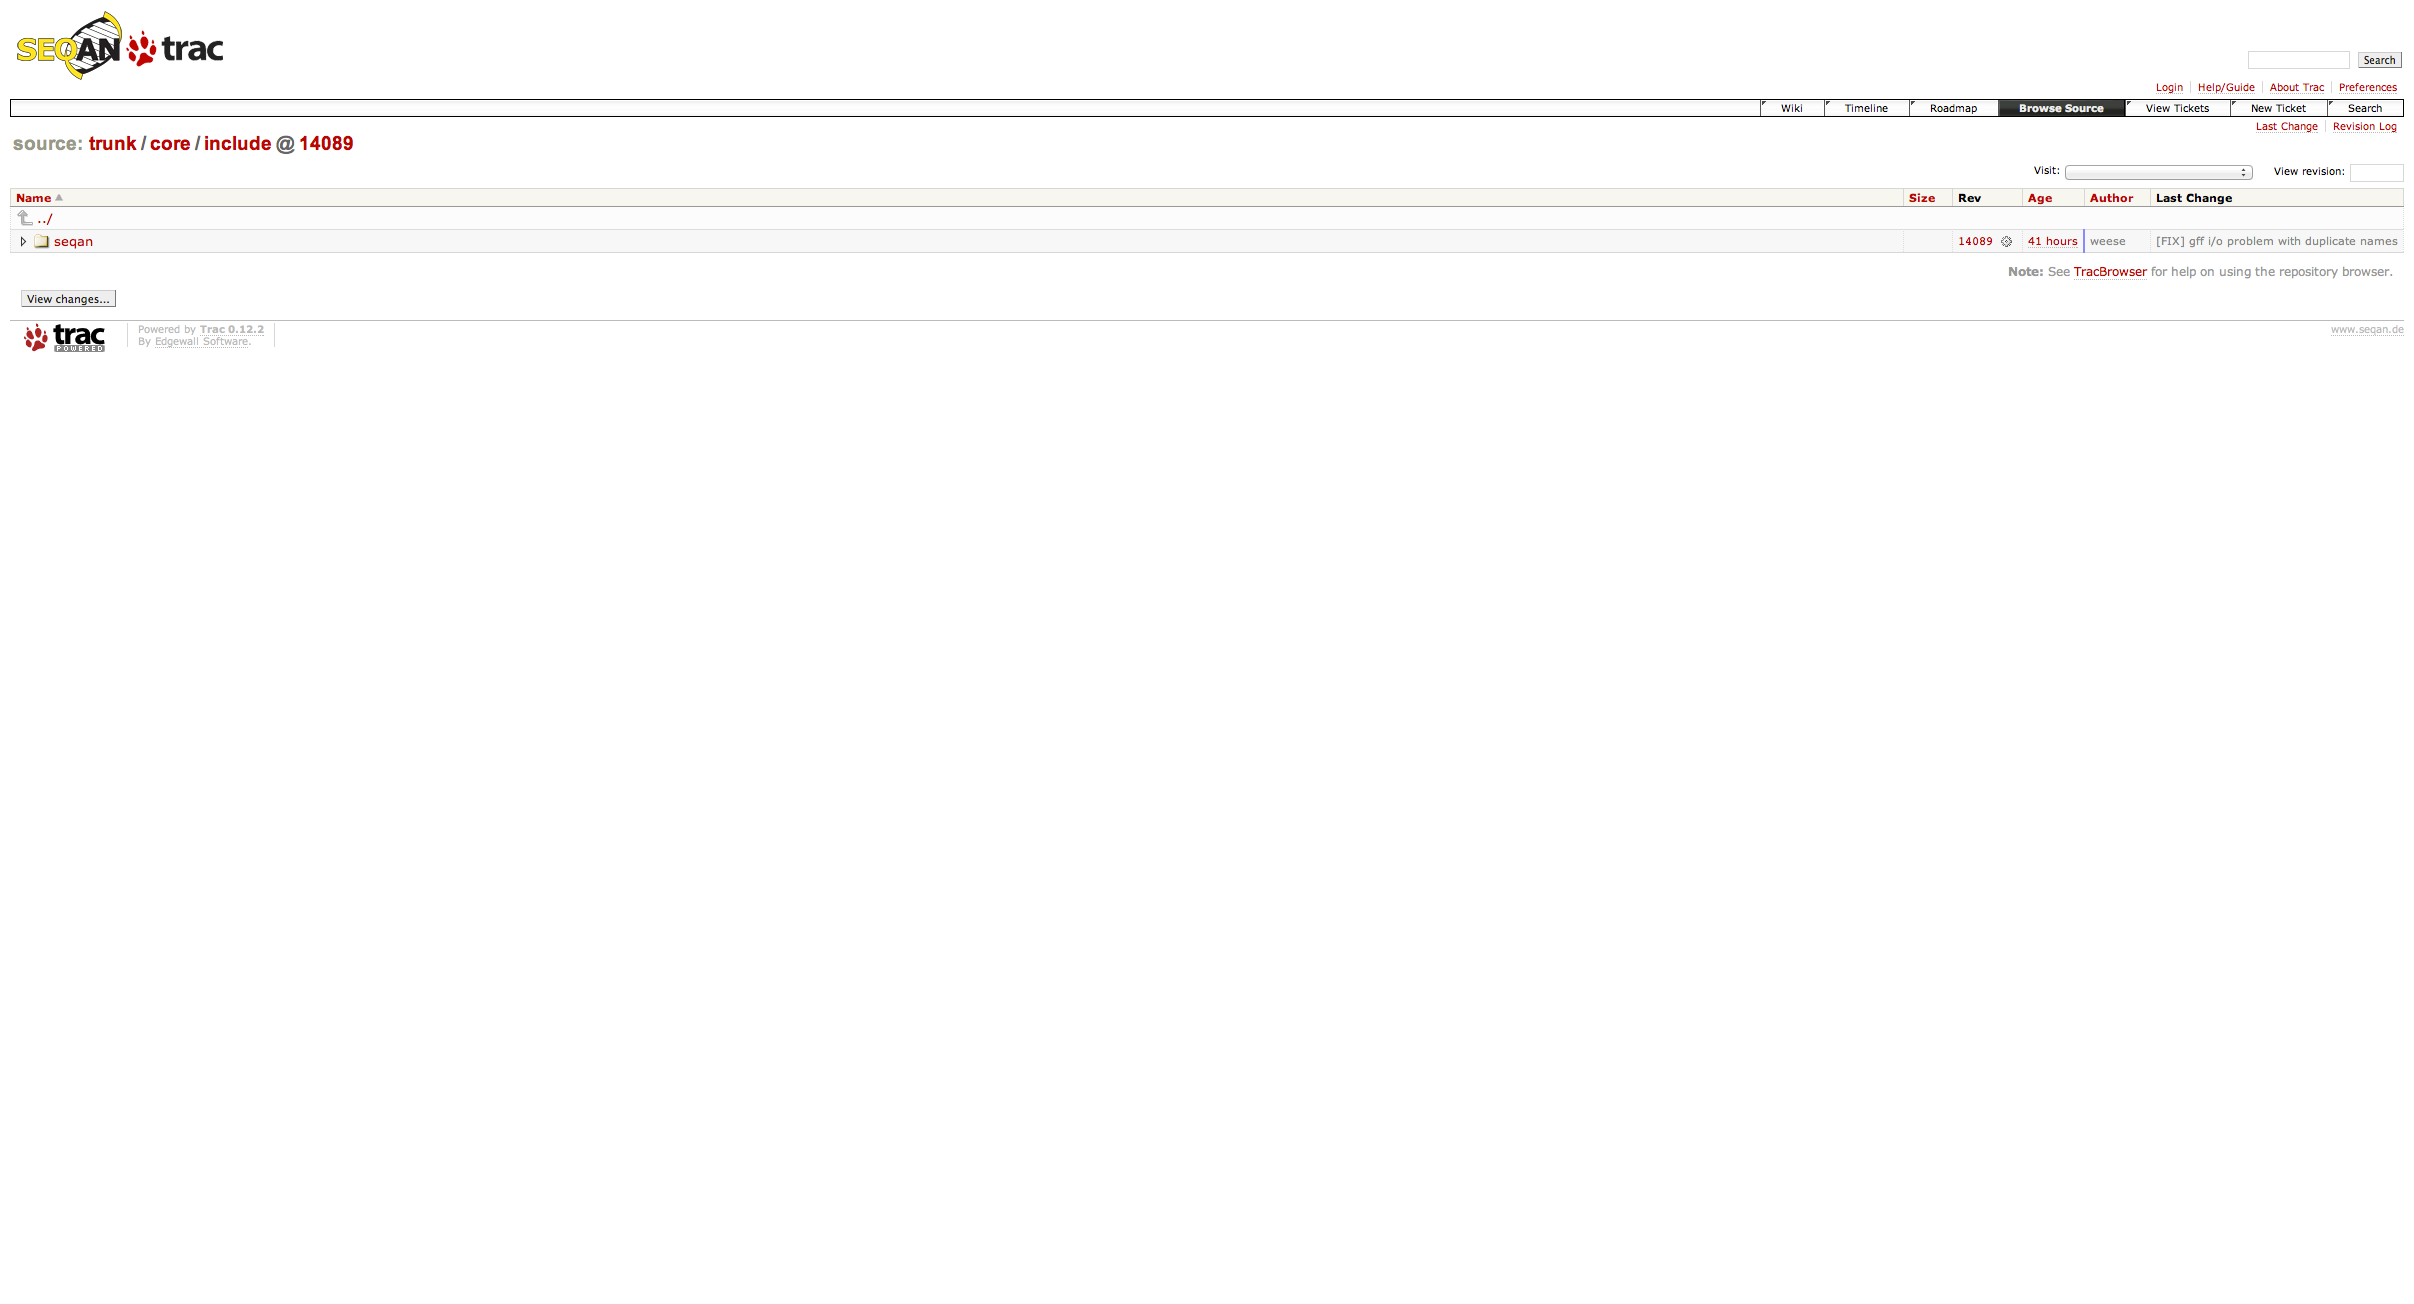 SEQAN trac
Search
Login Help/Guide About Trac Preferences
Wiki Timeline Roadmap Browse Source View Tickets New Ticket Search
Last Change Revision Log
source: trunk / core / include @ 14089
Visit: View revision:
Name Size Rev Age Author Last Change
../
seqan 14089 41 hours weese [FIX] gff i/o problem with duplicate names
Note: See TracBrowser for help on using the repository browser.
View changes...
trac POWERED
Powered by Trac 0.12.2
By Edgewall Software.
www.seqan.de